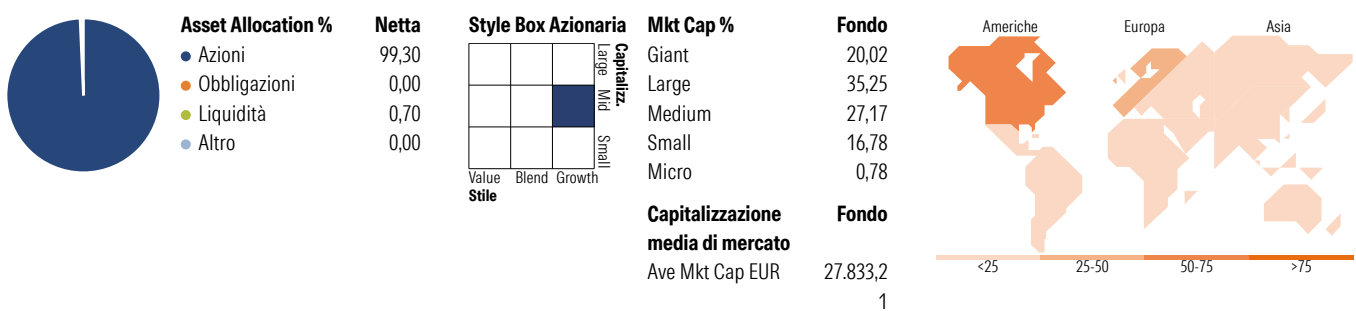 Asset Allocation % Netta
Azioni 99,30
Obbligazioni 0,00
Liquidità 0,70
Altro 0,00
Style Box Azionaria
Capitalizz.
Large Mid Small
Value Blend Growth
Stile
Mkt Cap % Fondo
Giant 20,02
Large 35,25
Medium 27,17
Small 16,78
Micro 0,78
Capitalizzazione Fondo
media di mercato
Ave Mkt Cap EUR 27.833,2
1
Americhe Europa Asia
<25 25-50 50-75 >75